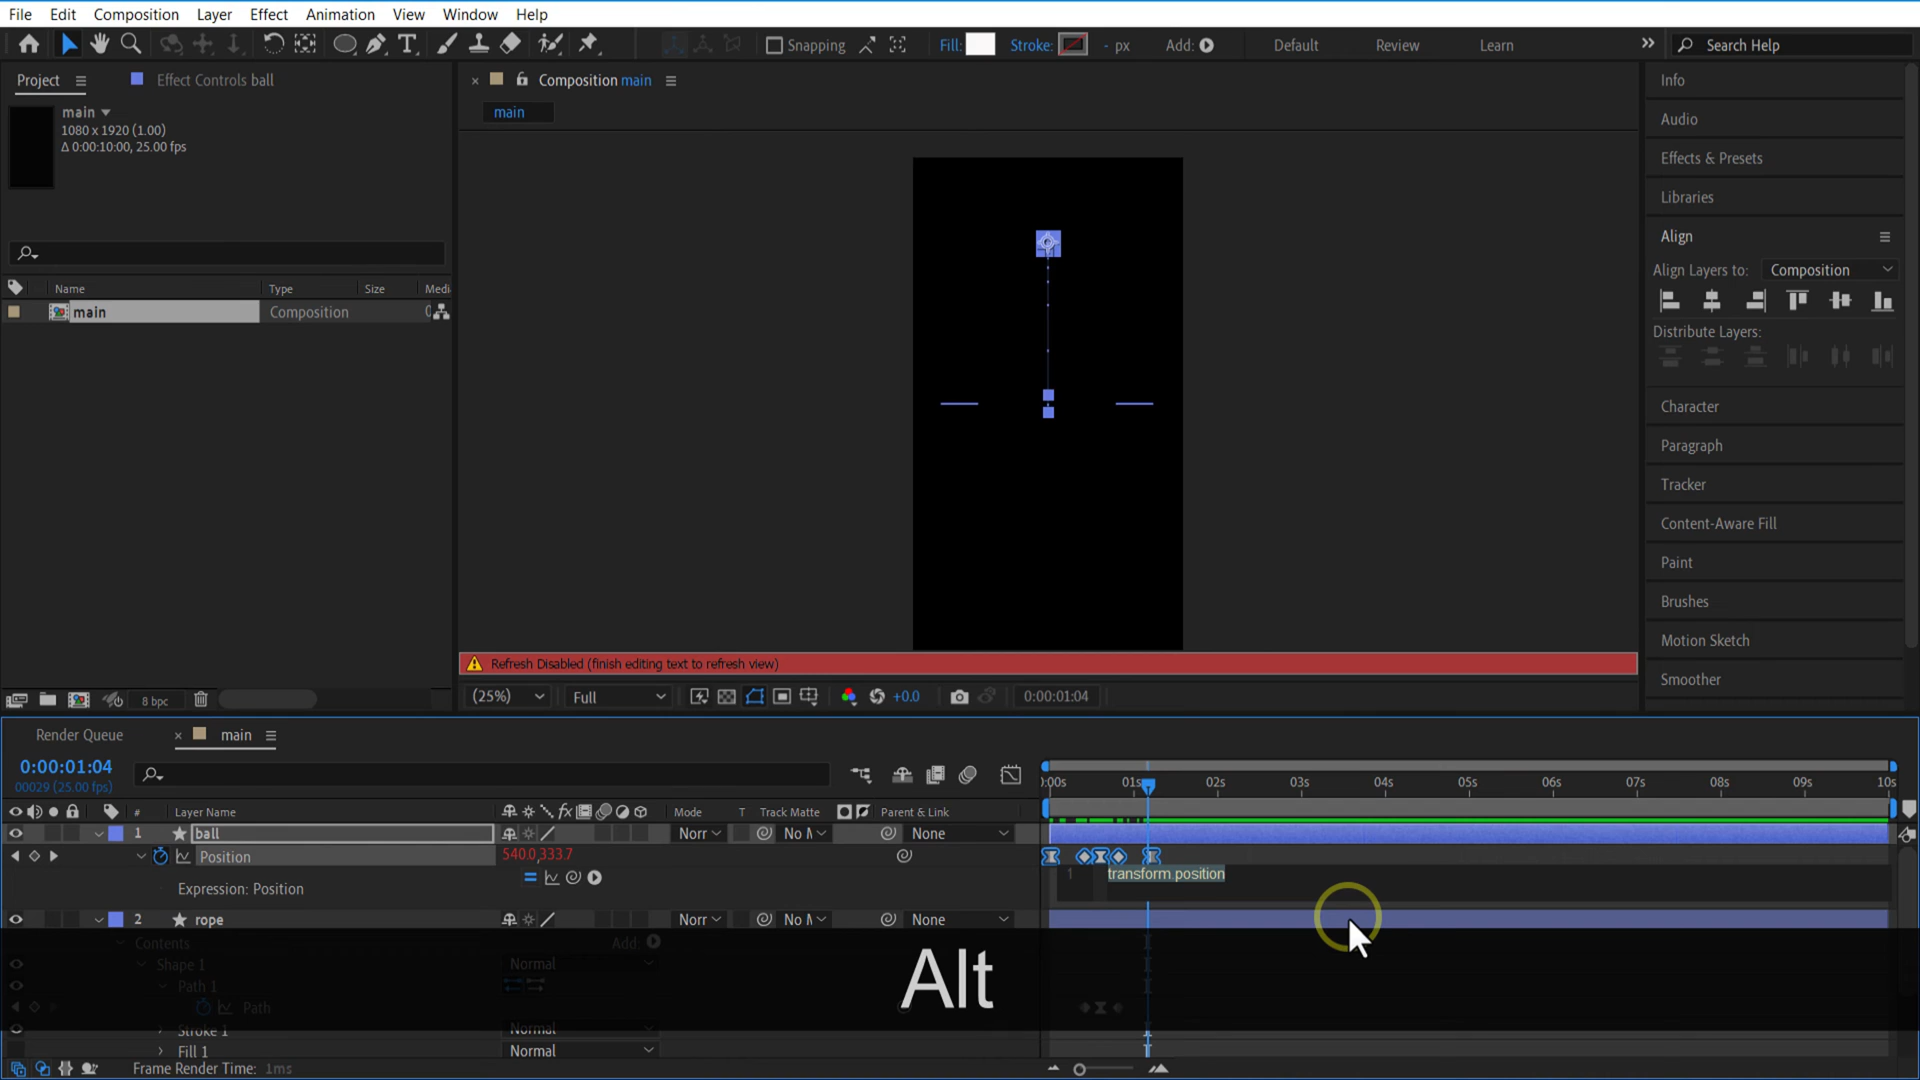 File Edit Composition Layer Effect Animation View Window Help
Snapping Fill: Stroke: - px Add: Default Review Learn Search Help
Project Effect Controls ball
main
1080 x 1920 (1.00)
Δ 0:00:10:00, 25.00 fps
Name Type Size Medi
main Composition
8 bpc
Composition main
main
Refresh Disabled (finish editing text to refresh view)
(25%) Full +0.0 0:00:01:04
Info
Audio
Effects & Presets
Libraries
Align
Align Layers to: Composition
Distribute Layers:
Character
Paragraph
Tracker
Content-Aware Fill
Paint
Brushes
Motion Sketch
Smoother
Render Queue main
0:00:01:04
00029 (25.00 fps)
:00s 01s 02s 03s 04s 05s 06s 07s 08s 09s 10s
# Layer Name fx Mode T Track Matte Parent & Link
1 ball Norr No M None
Position 540.0,333.7
1 transform.position
Expression: Position
2 rope Norr No M None
Contents Add:
Shape 1 Normal
Path 1
Path
Stroke 1 Normal
Fill 1 Normal
Alt
Frame Render Time: 1ms